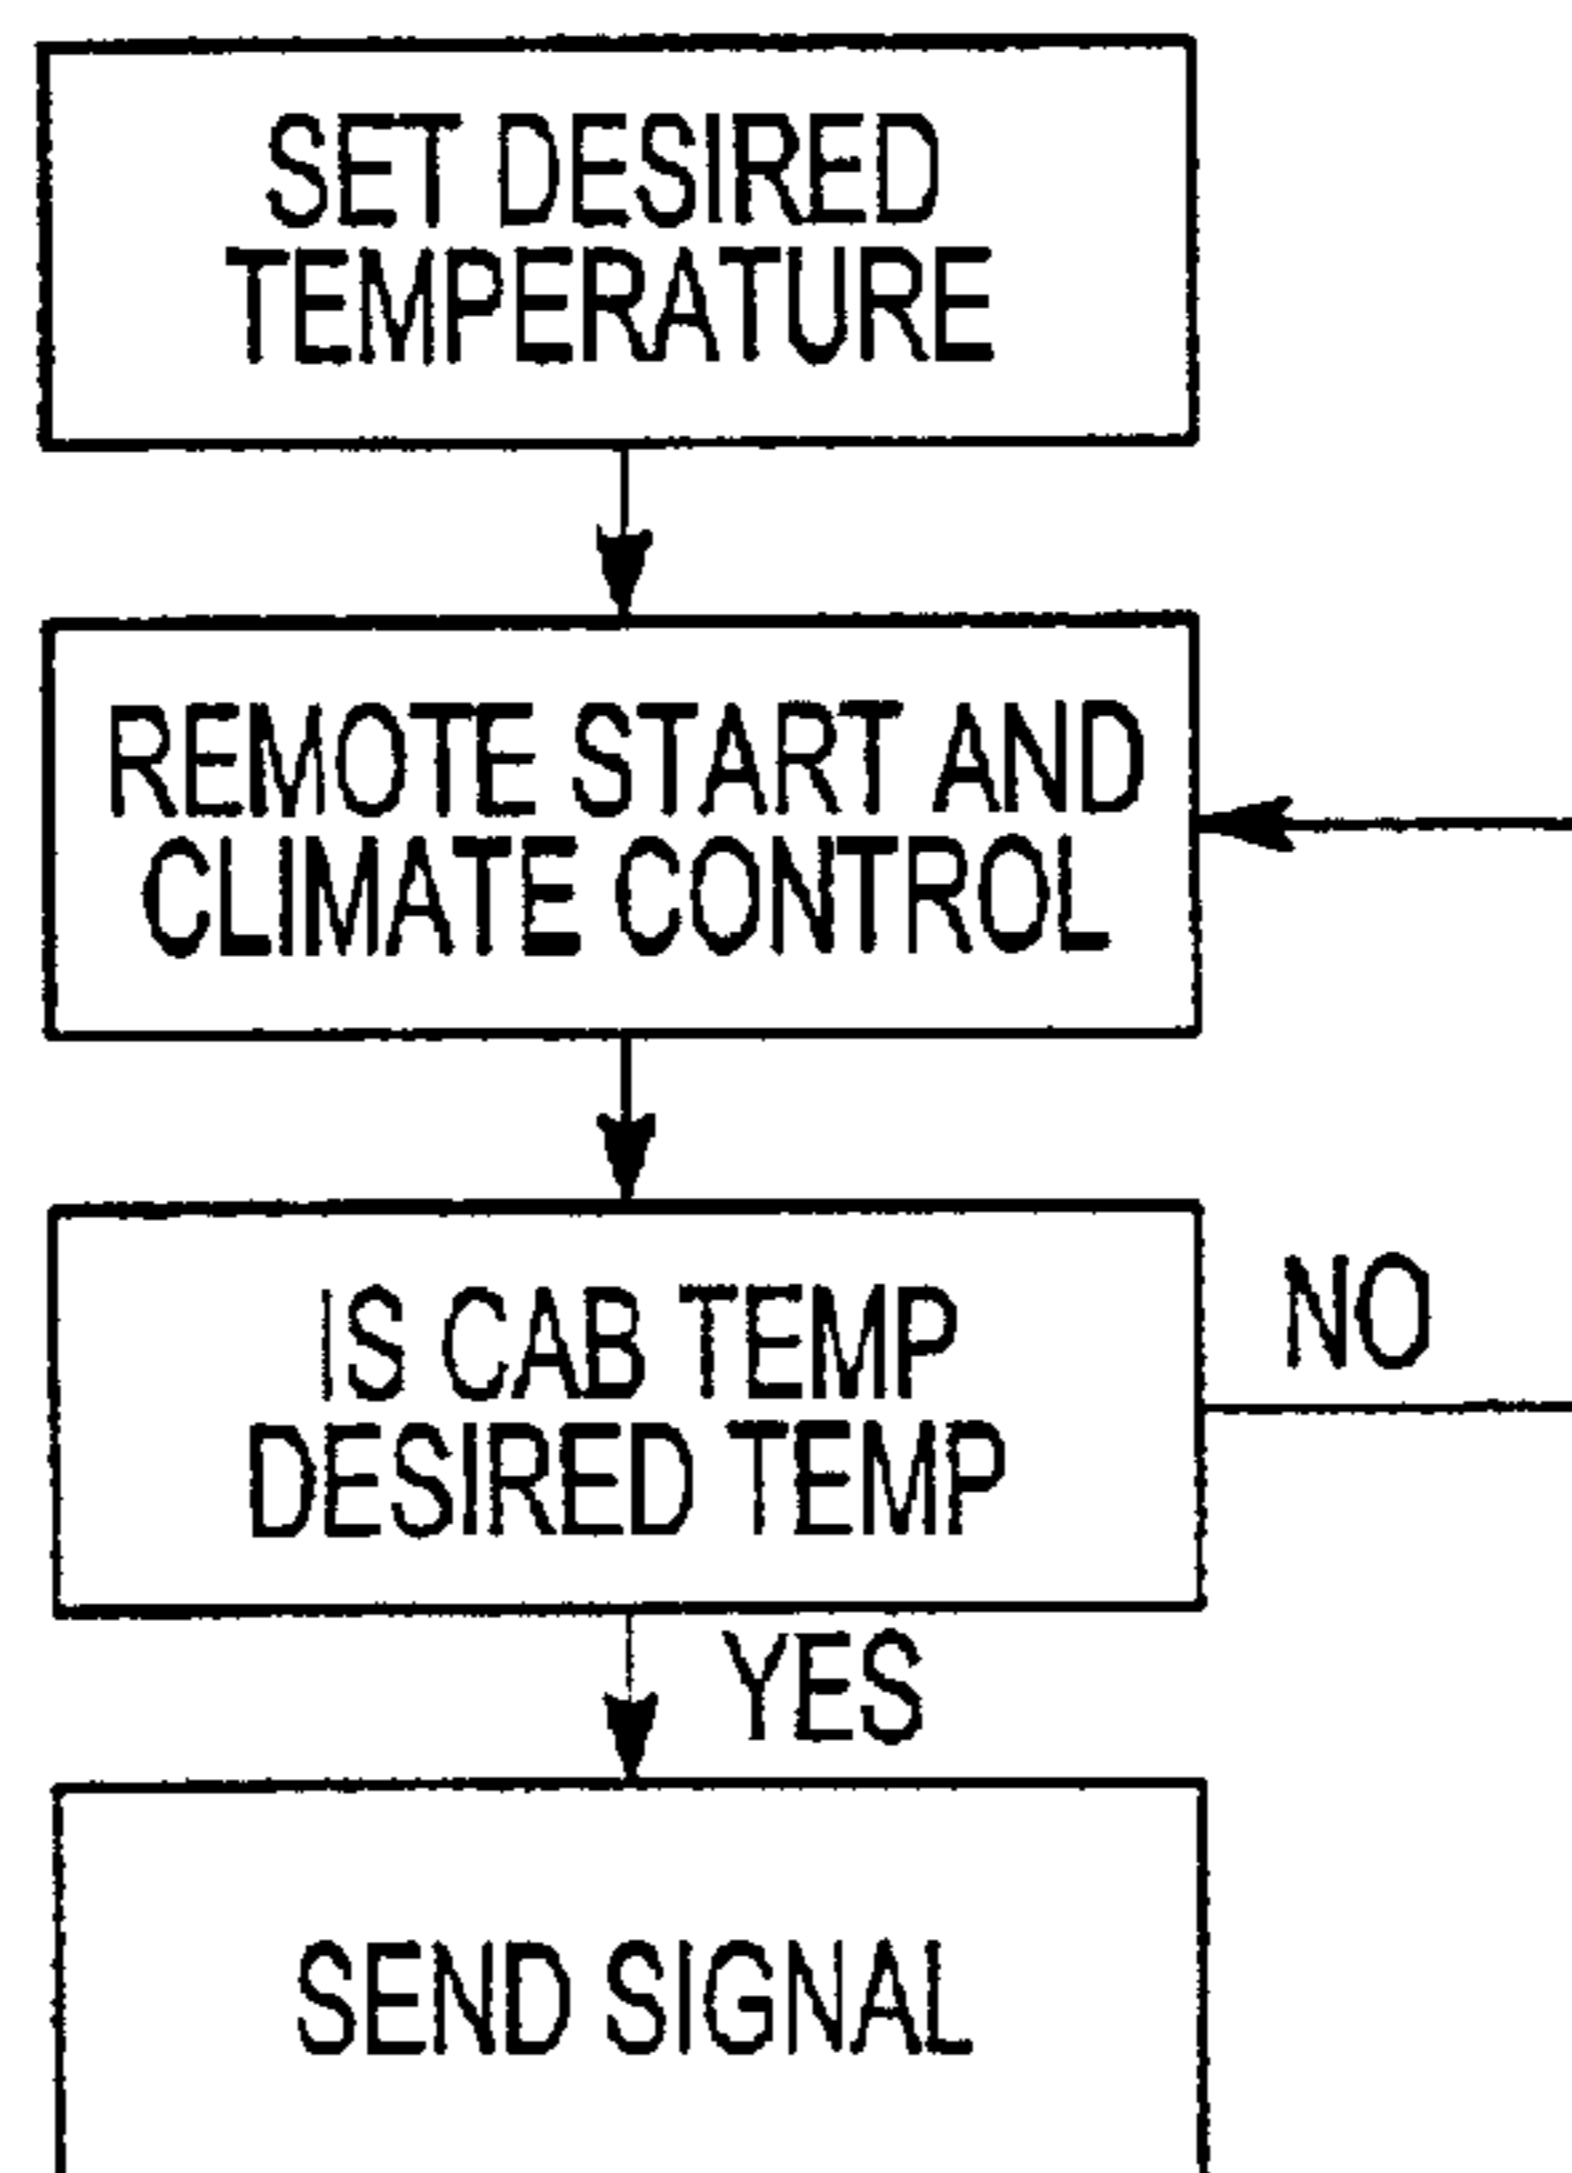 SET DESIRED
TEMPERATURE
REMOTE START AND
CLIMATE CONTROL
IS CAB TEMP
DESIRED TEMP
NO
YES
SEND SIGNAL